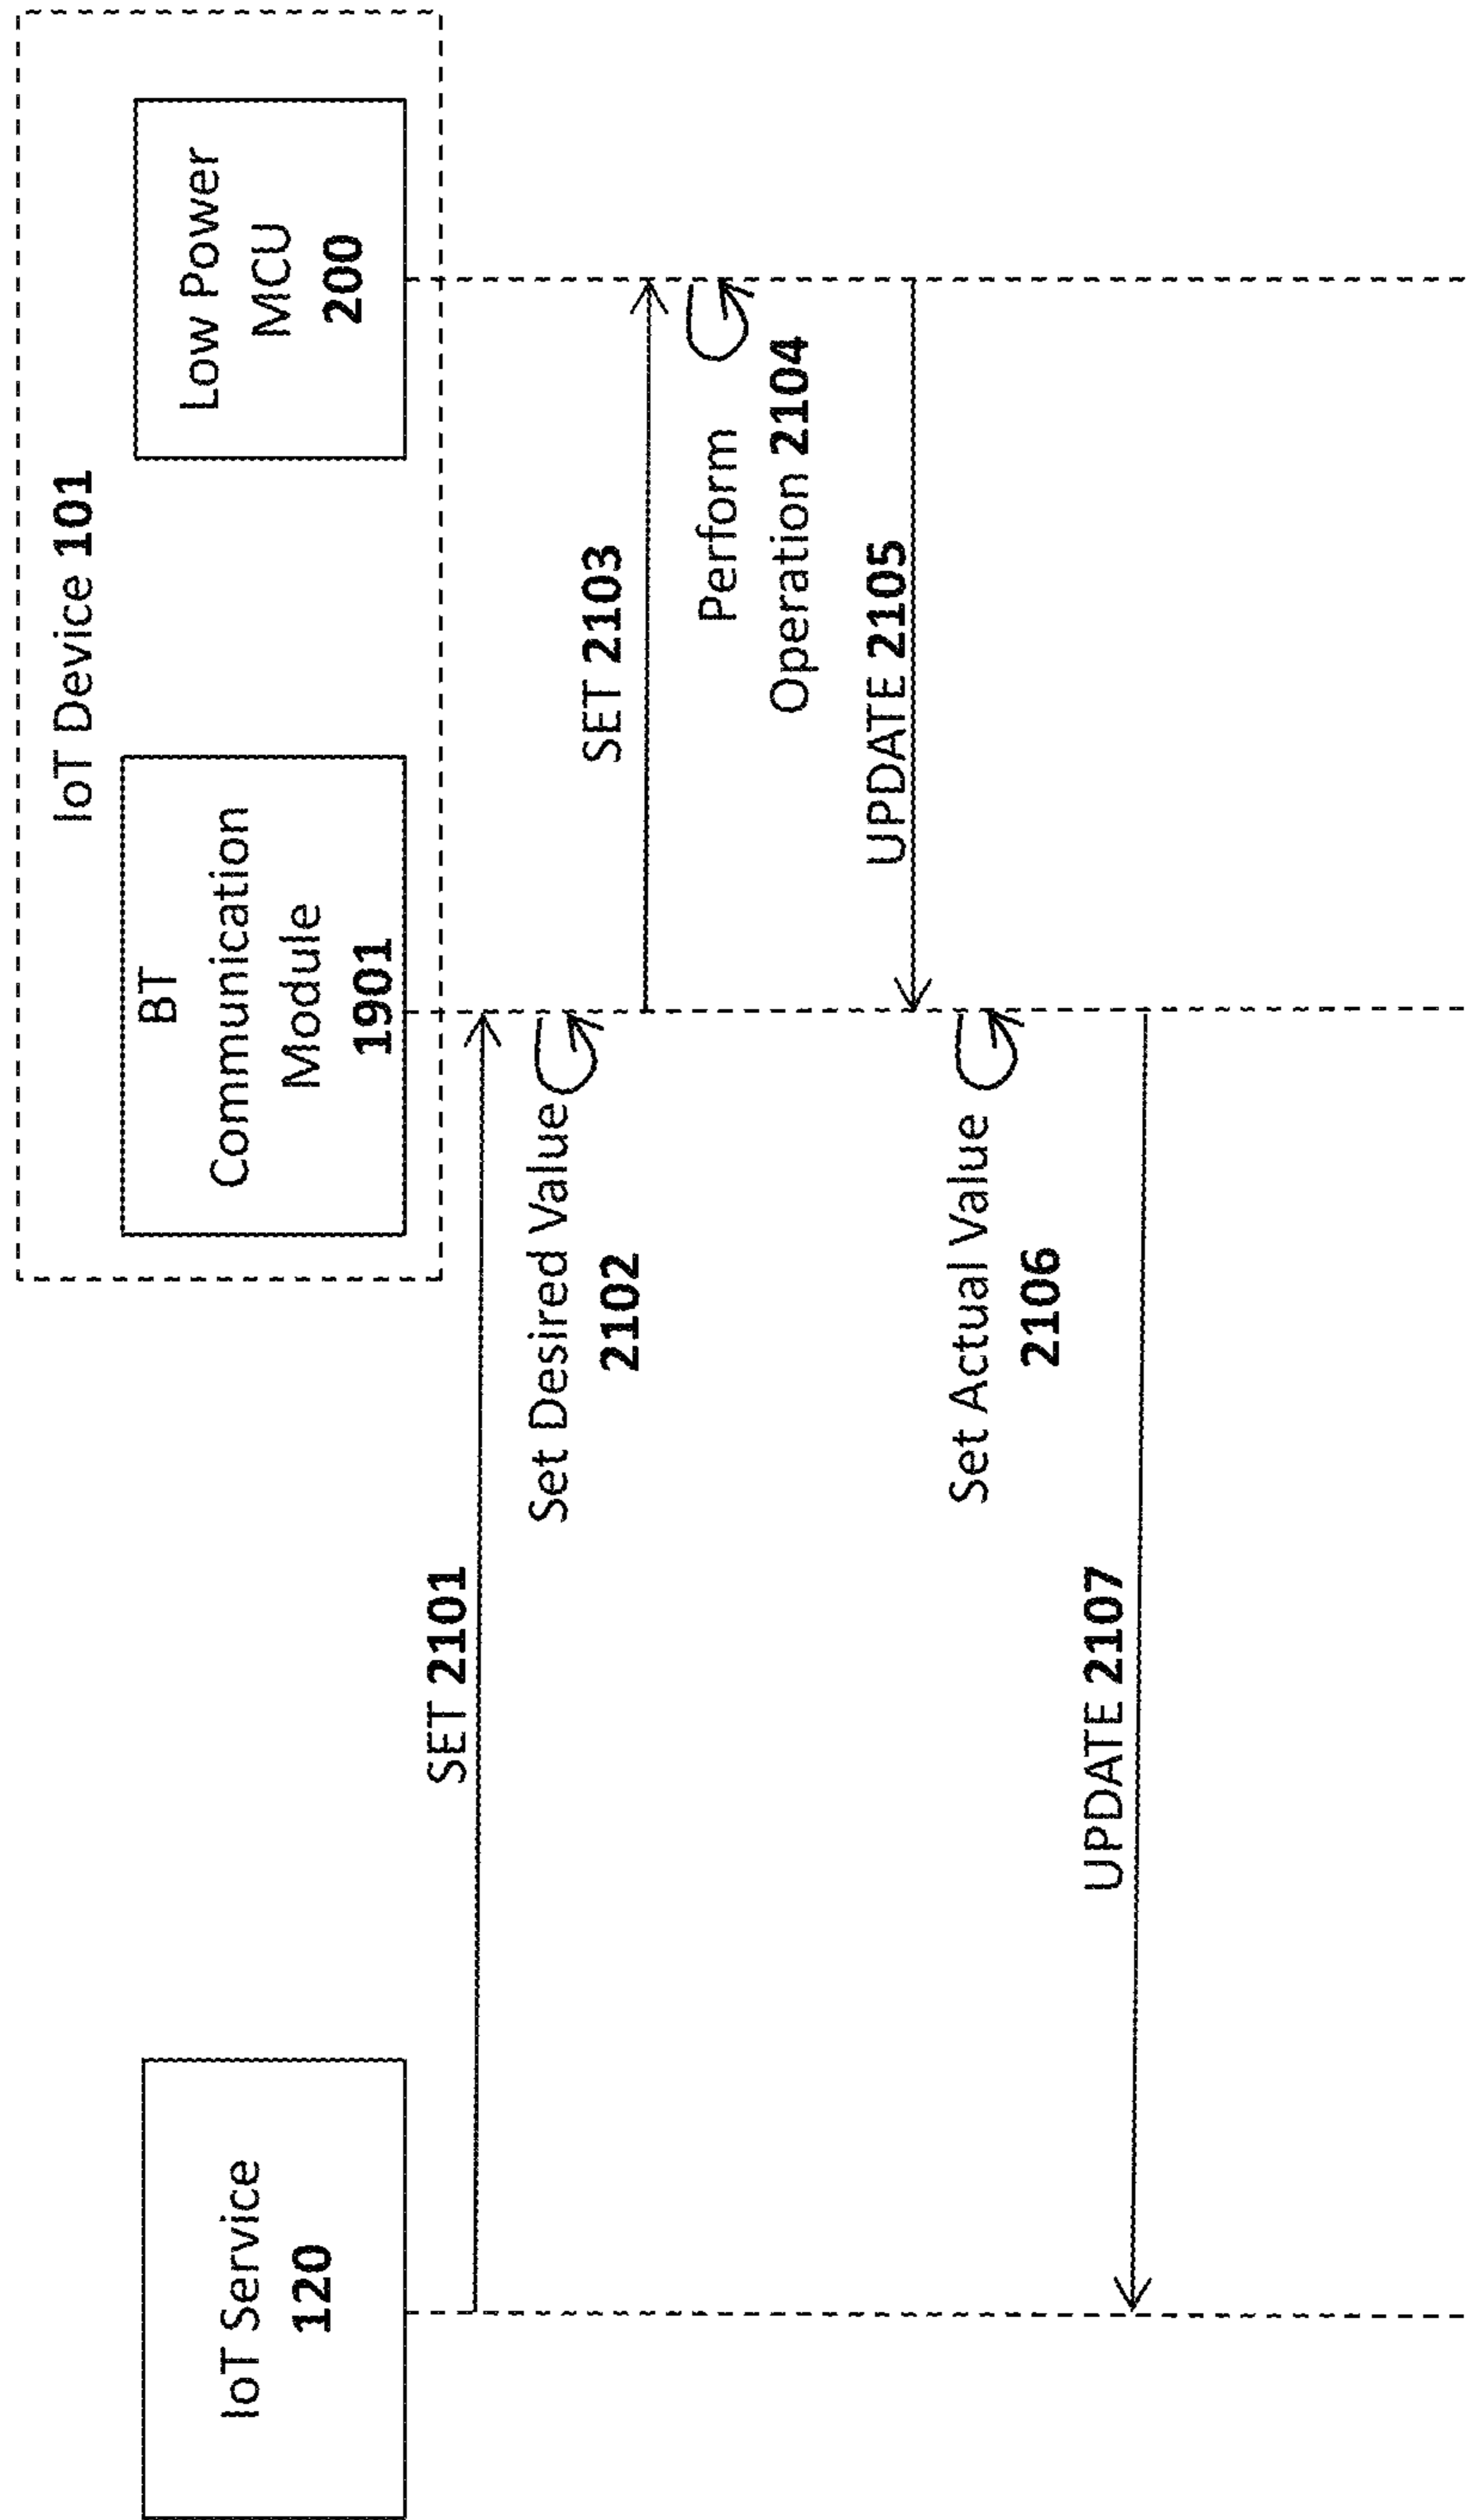 IoT Device 101
IoT Service
120
BT
Communication
Module
1901
Low Power
MCU
200
SET 2101
Set Desired Value
2102
SET 2103
Perform
Operation 2104
UPDATE 2105
Set Actual Value
2106
UPDATE 2107